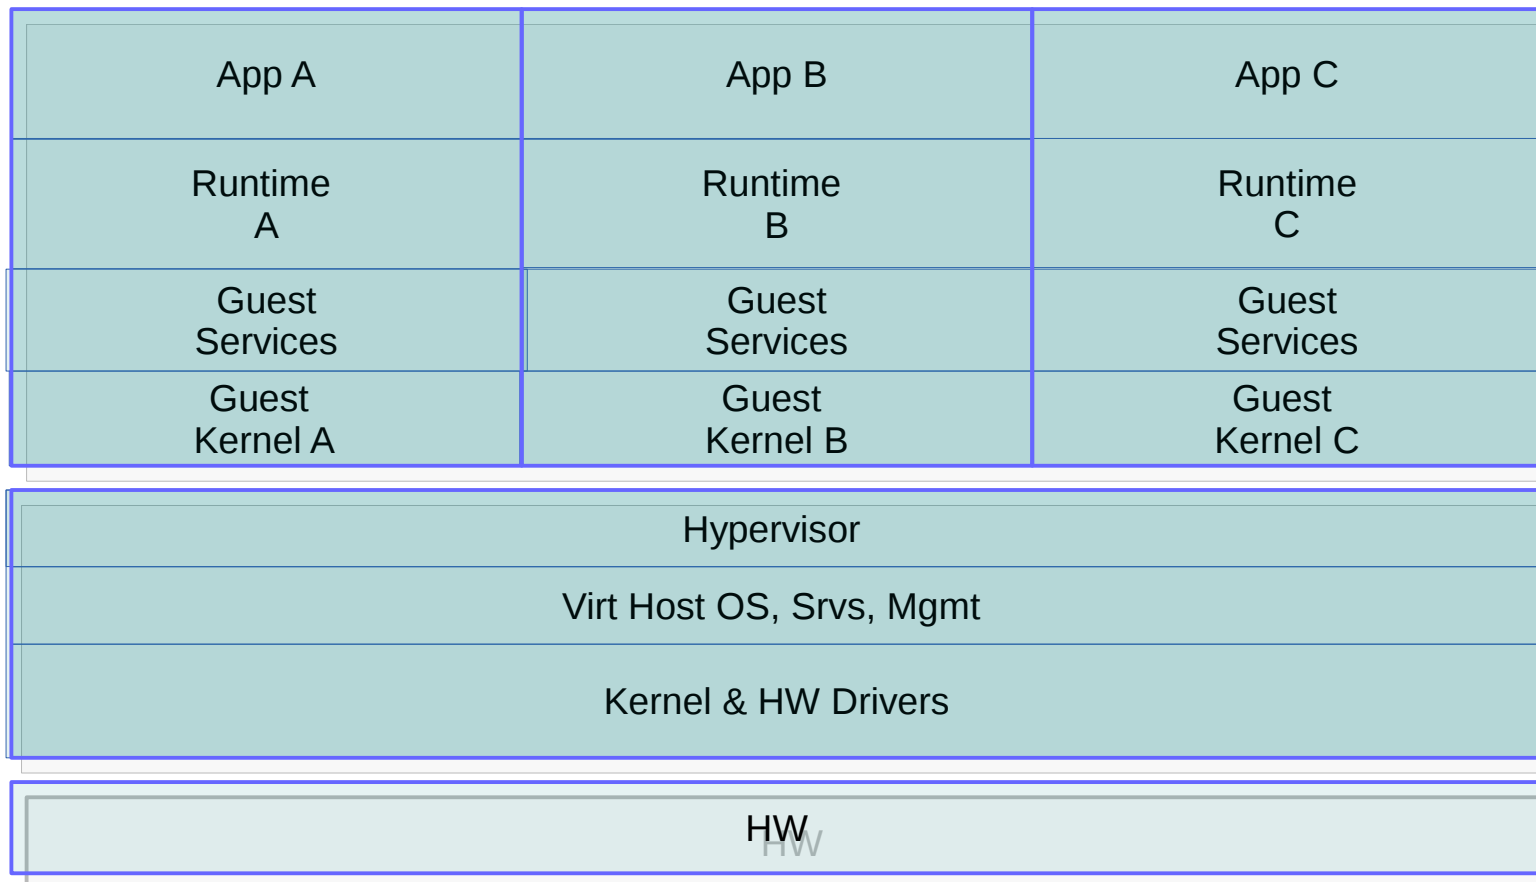 App A
App B
App C
Runtime
A
Runtime
B
Runtime
C
Guest
Services
Guest
Services
Guest
Services
Guest
Kernel A
Guest
Kernel B
Guest
Kernel C
Hypervisor
Virt Host OS, Srvs, Mgmt
Kernel & HW Drivers
HW
HW